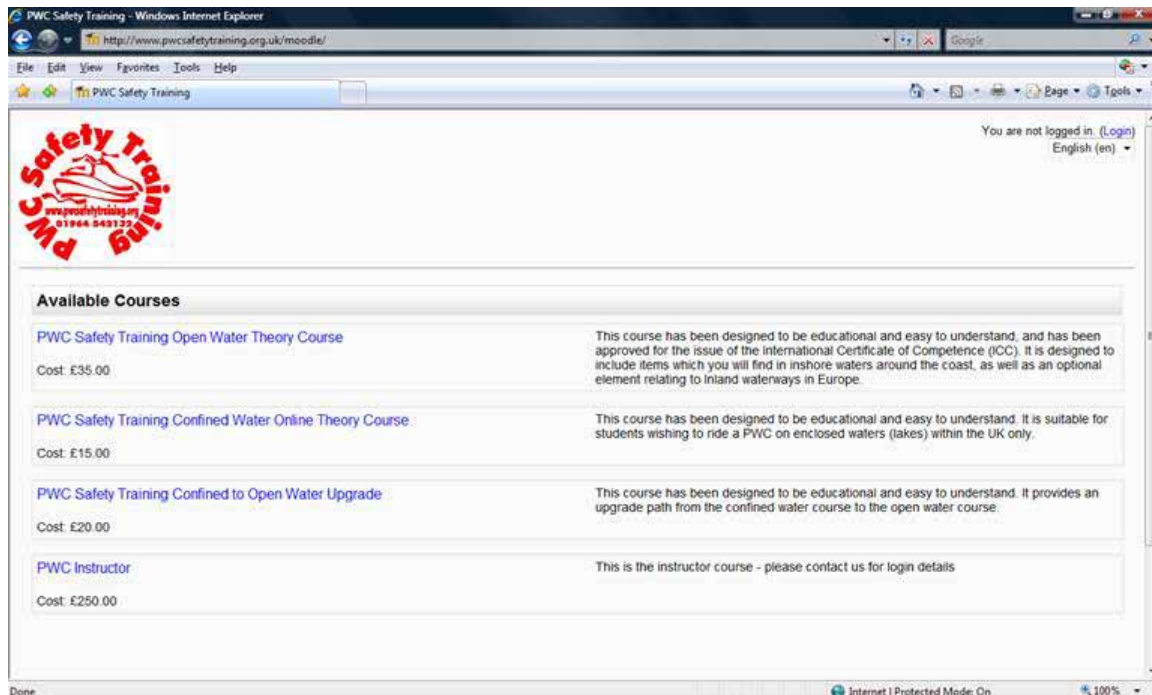 PWC Safety Training - Windows Internet Explorer
http://www.pwcsafetytraining.org.uk/moodle/
Google
File Edit View Favorites Tools Help
PWC Safety Training
Page Tools
PWC Safety Training
www.pwcsafetytraining.org
01964 542132
You are not logged in. (Login)
English (en)
Available Courses
PWC Safety Training Open Water Theory Course
Cost: £35.00
This course has been designed to be educational and easy to understand, and has been
approved for the issue of the International Certificate of Competence (ICC). It is designed to
include items which you will find in inshore waters around the coast, as well as an optional
element relating to Inland waterways in Europe.
PWC Safety Training Confined Water Online Theory Course
Cost: £15.00
This course has been designed to be educational and easy to understand. It is suitable for
students wishing to ride a PWC on enclosed waters (lakes) within the UK only.
PWC Safety Training Confined to Open Water Upgrade
Cost: £20.00
This course has been designed to be educational and easy to understand. It provides an
upgrade path from the confined water course to the open water course.
PWC Instructor
Cost: £250.00
This is the instructor course - please contact us for login details
Done
Internet | Protected Mode: On
100%